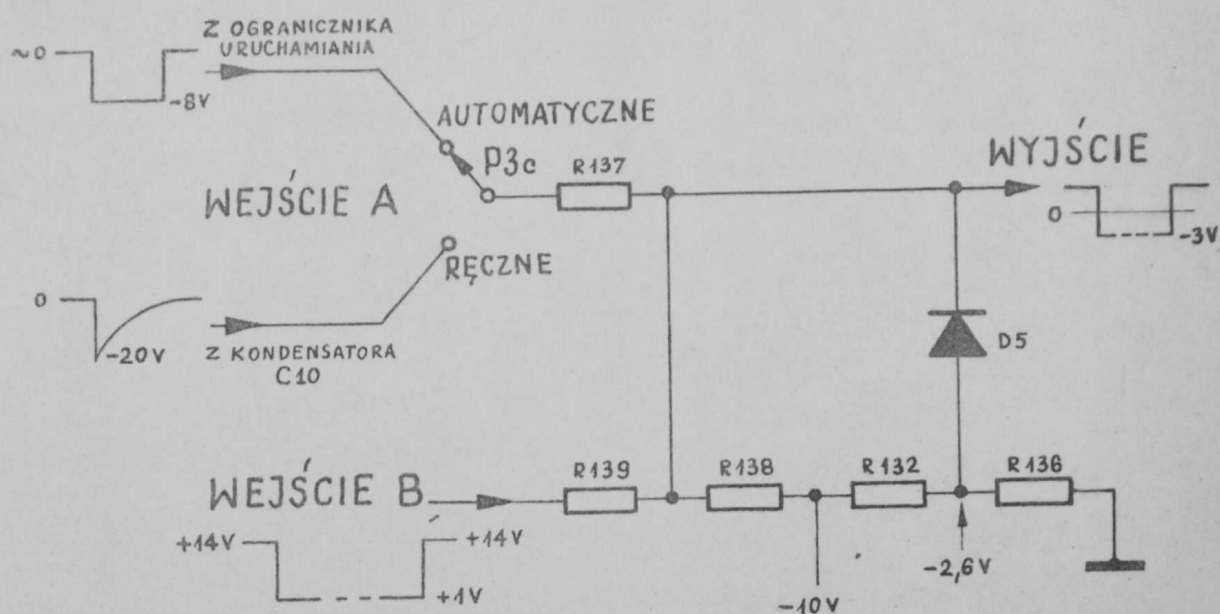 Z OGRANICZNIKA
URUCHAMIANIA
~0
-8V
AUTOMATYCZNE
P3c
R137
WYJŚCIE
WEJŚCIE A
0
-3V
RĘCZNE
0
-20V
Z KONDENSATORA
C10
D5
WEJŚCIE B
R139
R138
R132
R136
+14V
+14V
+1V
-2,6V
-10V